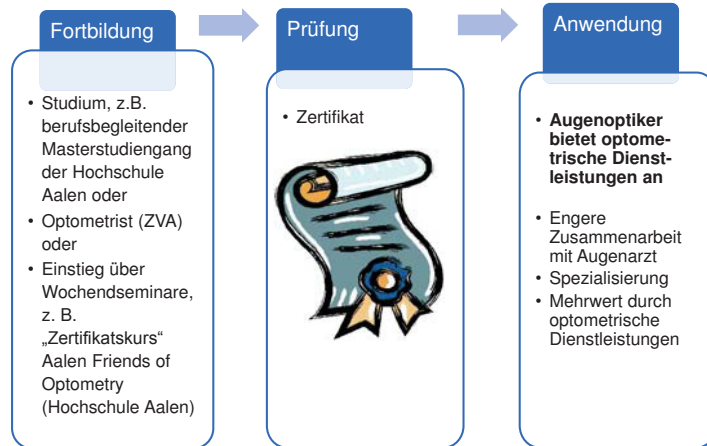 Fortbildung
• Studium, z.B.
berufsbegleitender
Masterstudiengang
der Hochschule
Aalen oder
• Optometrist (ZVA)
oder
• Einstieg über
Wochendseminare,
z. B.
„Zertifikatskurs“
Aalen Friends of
Optometry
(Hochschule Aalen)
Prüfung
• Zertifikat
Anwendung
• Augenoptiker
bietet optome-
trische Dienst-
leistungen an
• Engere
Zusammenarbeit
mit Augenarzt
• Spezialisierung
• Mehrwert durch
optometrische
Dienstleistungen